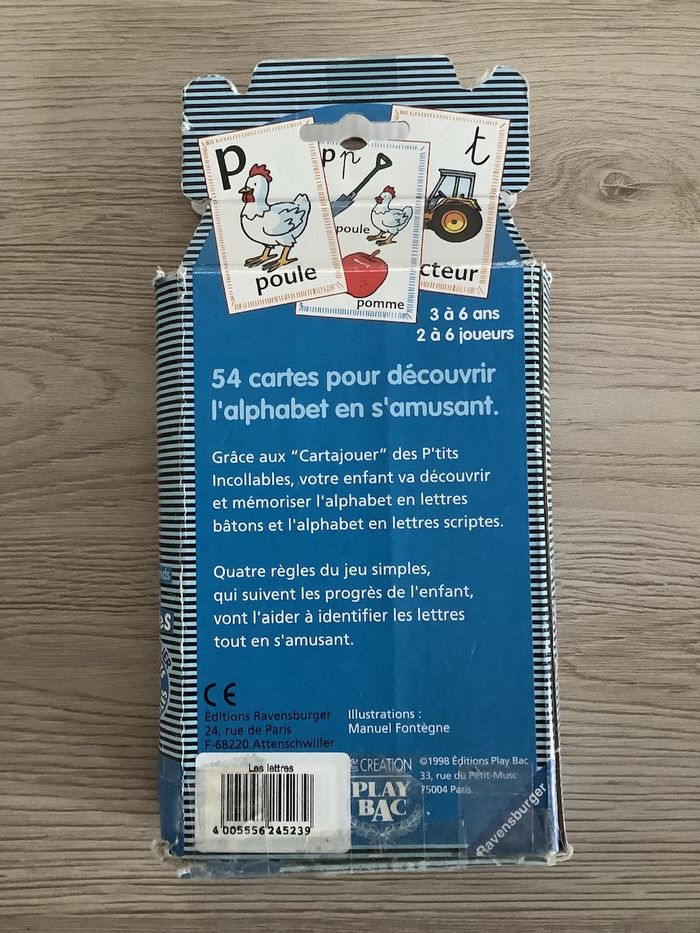 p
poule
p p
poule
pomme
t
cteur
3 à 6 ans
2 à 6 joueurs
54 cartes pour découvrir
l'alphabet en s'amusant.
Grâce aux "Cartajouer" des P'tits
Incollables, votre enfant va découvrir
et mémoriser l'alphabet en lettres
bâtons et l'alphabet en lettres scriptes.
Quatre règles du jeu simples,
qui suivent les progrès de l'enfant,
vont l'aider à identifier les lettres
tout en s'amusant.
CE
Éditions Ravensburger
24, rue de Paris
F-68220 Attenschwiller
Illustrations :
Manuel Fontègne
Les lettres
4 005556 245239
CRÉATION
PLAY
BAC
©1998 Éditions Play Bac
33, rue du Petit-Musc
75004 Paris
Ravensburger